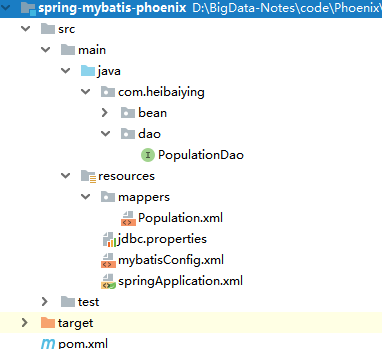 spring-mybatis-phoenix D:\BigData-Notes\code\Phoenix\
src
main
java
com.heibaiying
bean
dao
PopulationDao
resources
mappers
Population.xml
jdbc.properties
mybatisConfig.xml
springApplication.xml
test
target
pom.xml